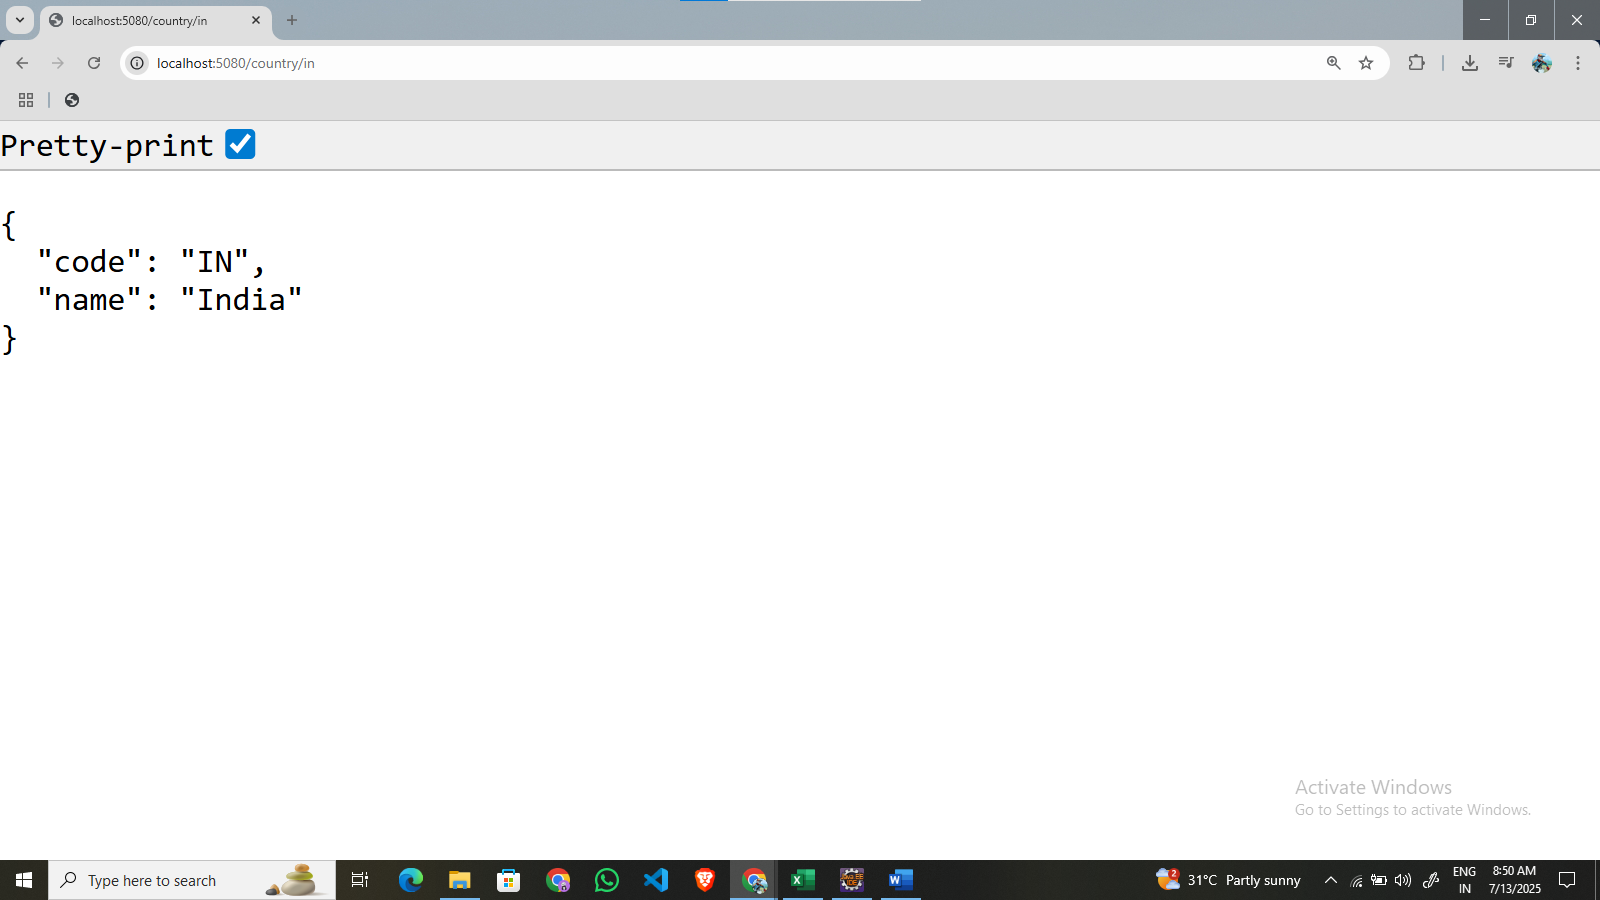 localhost:5080/country/in
localhost:5080/country/in
Pretty-print
{
  "code": "IN",
  "name": "India"
}
Activate Windows
Go to Settings to activate Windows.
Type here to search
2
31°C Partly sunny
ENG
IN
8:50 AM
7/13/2025